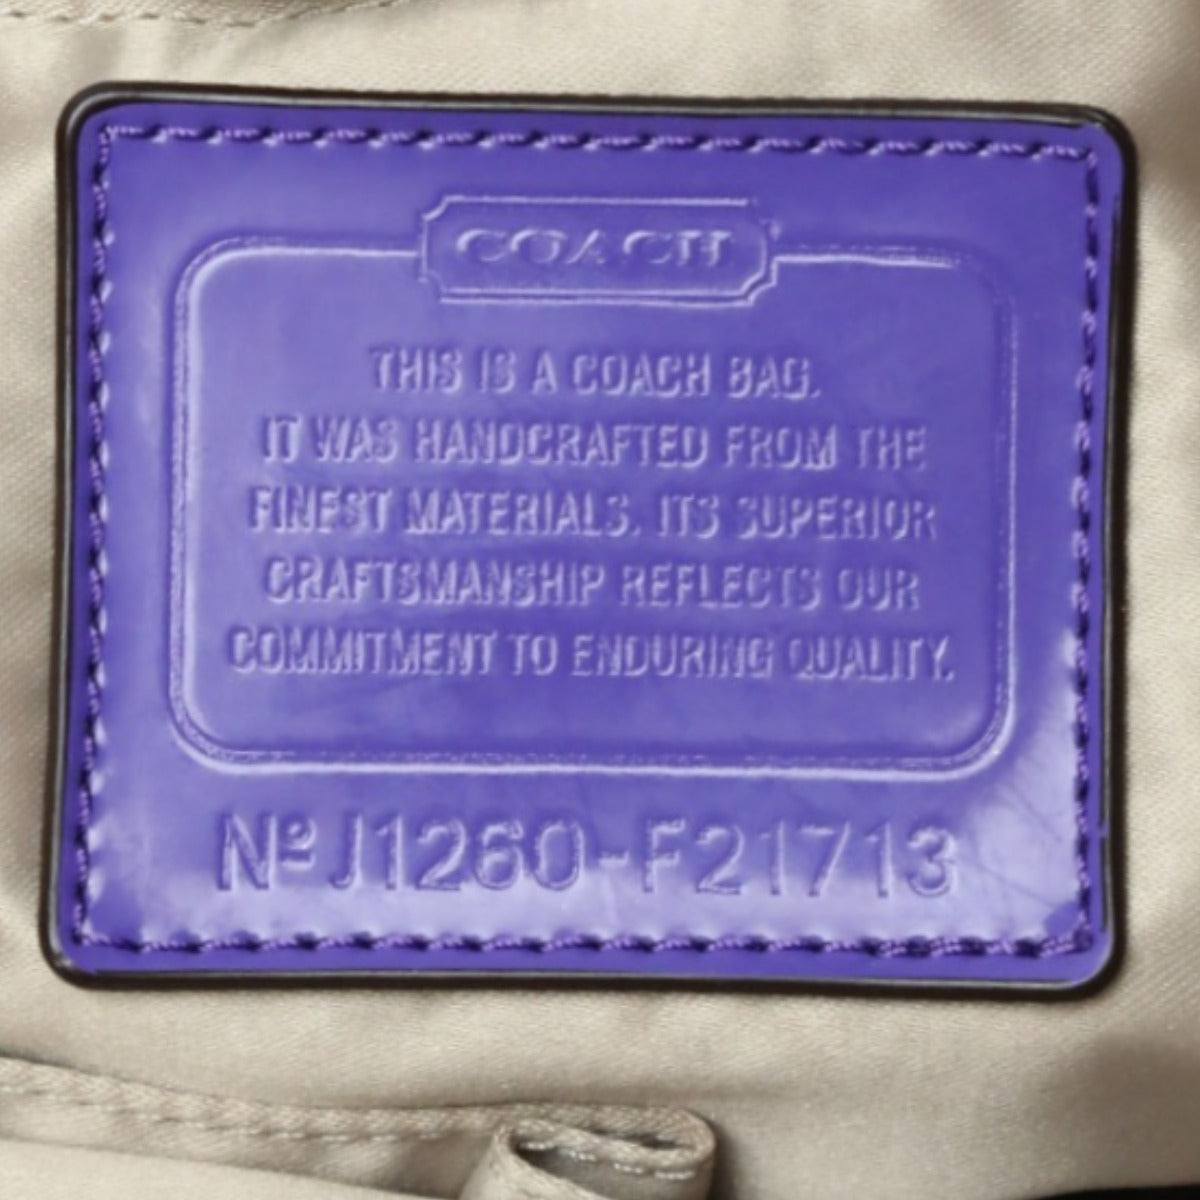 COACH
THIS IS A COACH BAG.
IT WAS HANDCRAFTED FROM THE
FINEST MATERIALS. ITS SUPERIOR
CRAFTSMANSHIP REFLECTS OUR
COMMITMENT TO ENDURING QUALITY.
Nº J1260-F21713